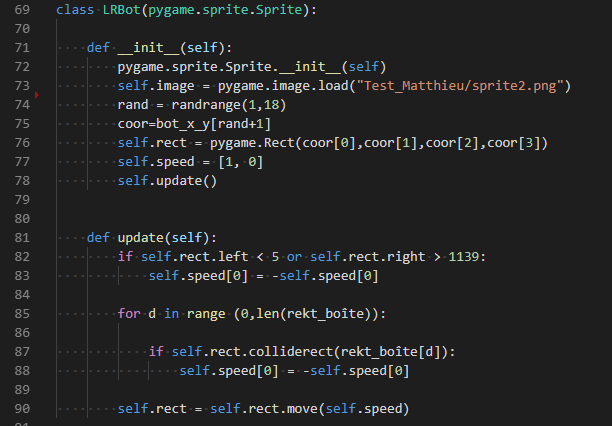 69 class LRBot(pygame.sprite.Sprite):
70
71 ····def __init__(self):
72 ········pygame.sprite.Sprite.__init__(self)
73 ········self.image = pygame.image.load("Test_Matthieu/sprite2.png")
74 ········rand = randrange(1,18)
75 ········coor=bot_x_y[rand+1]
76 ········self.rect = pygame.Rect(coor[0],coor[1],coor[2],coor[3])
77 ········self.speed = [1, 0]
78 ········self.update()
79
80
81 ····def update(self):
82 ········if self.rect.left < 5 or self.rect.right > 1139:
83 ············self.speed[0] = -self.speed[0]
84
85 ········for d in range (0,len(rekt_boîte)):
86
87 ············if self.rect.colliderect(rekt_boîte[d]):
88 ················self.speed[0] = -self.speed[0]
89
90 ········self.rect = self.rect.move(self.speed)